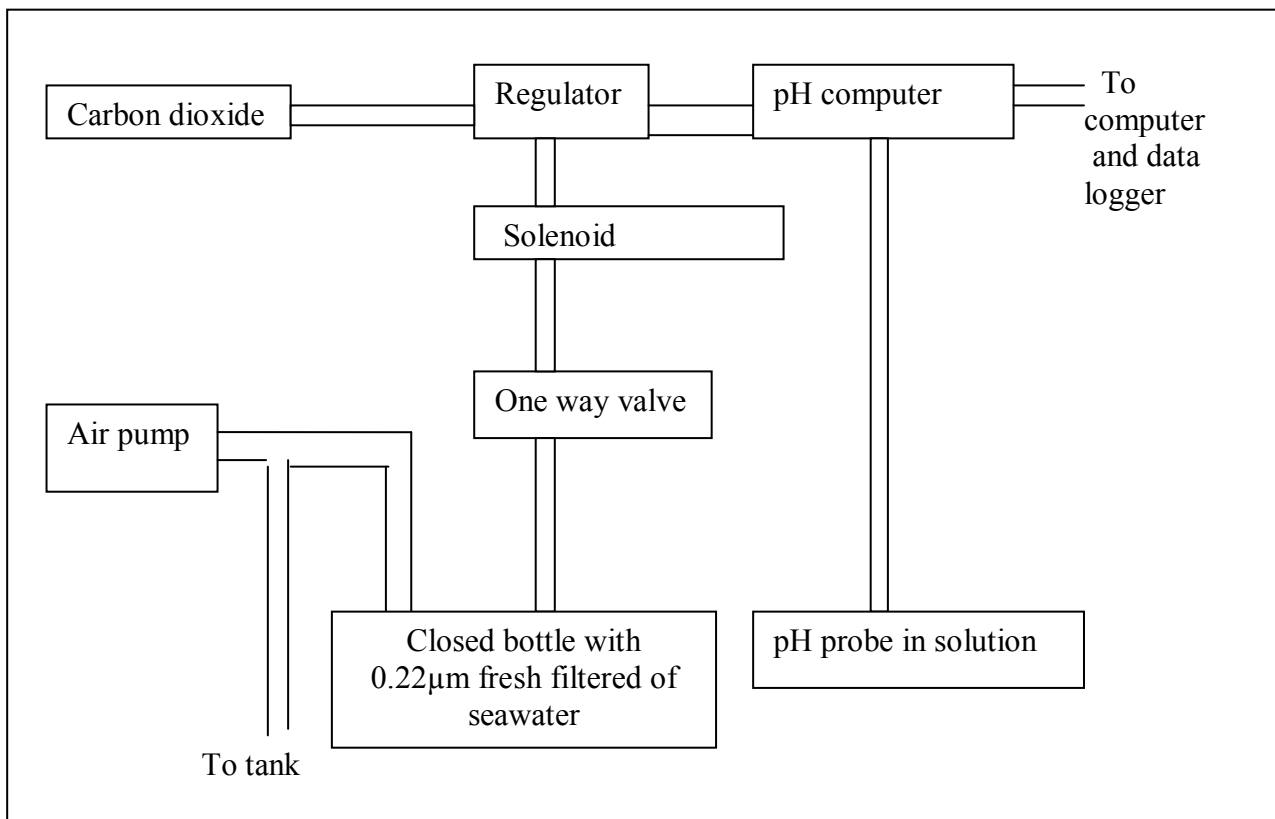 Carbon dioxide
Regulator
pH computer
To
computer
and data
logger
Solenoid
One way valve
Air pump
Closed bottle with
0.22µm fresh filtered of
seawater
pH probe in solution
To tank